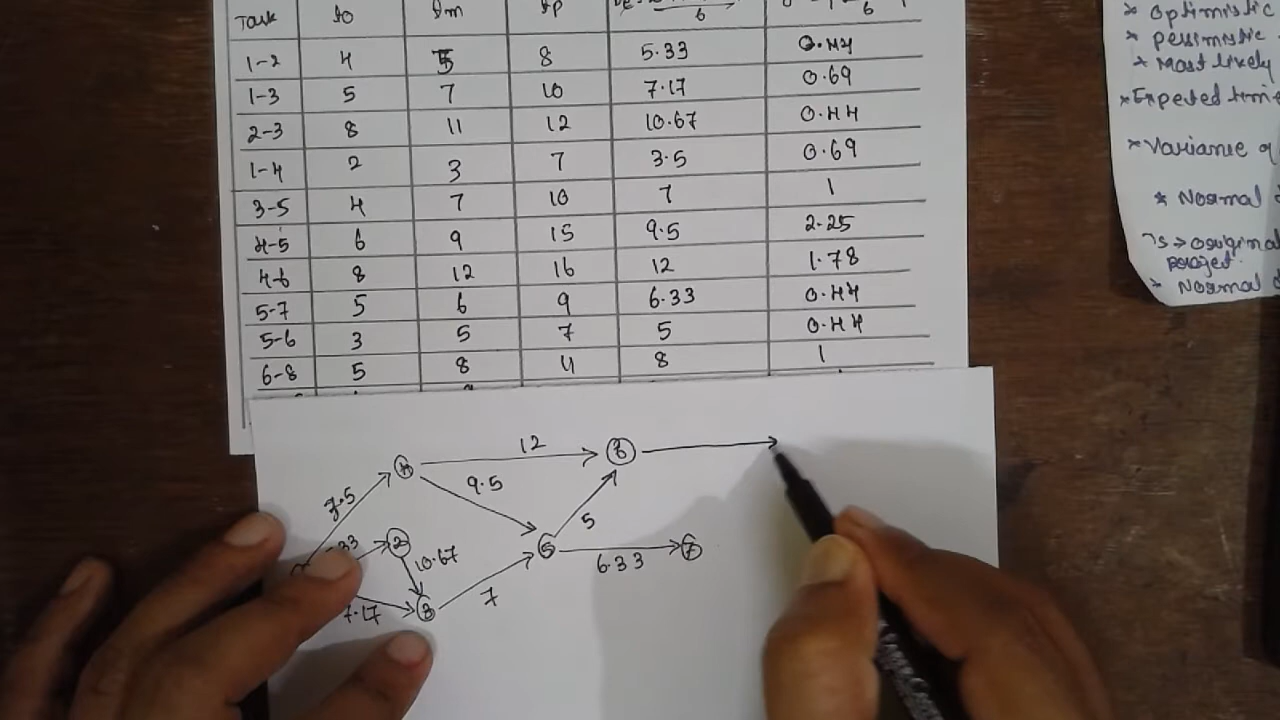 Task to tm tp 6 6
1-2 4 5 8 5.33 0.44
1-3 5 7 10 7.17 0.69
2-3 8 11 12 10.67 0.44
1-4 2 3 7 3.5 0.69
3-5 4 7 10 7 1
4-5 6 9 15 9.5 2.25
4-6 8 12 16 12 1.78
5-7 5 6 9 6.33 0.44
5-6 3 5 7 5 0.44
6-8 5 8 11 8 1
* Optimistic
* pessimistic
* Most likely
* Expected time
* Variance of
* Normal
Ts > original
project.
* Normal
12
6
4
9.5
3.5
5
33
2
10.67
5
6.33
7
7
7.17
3